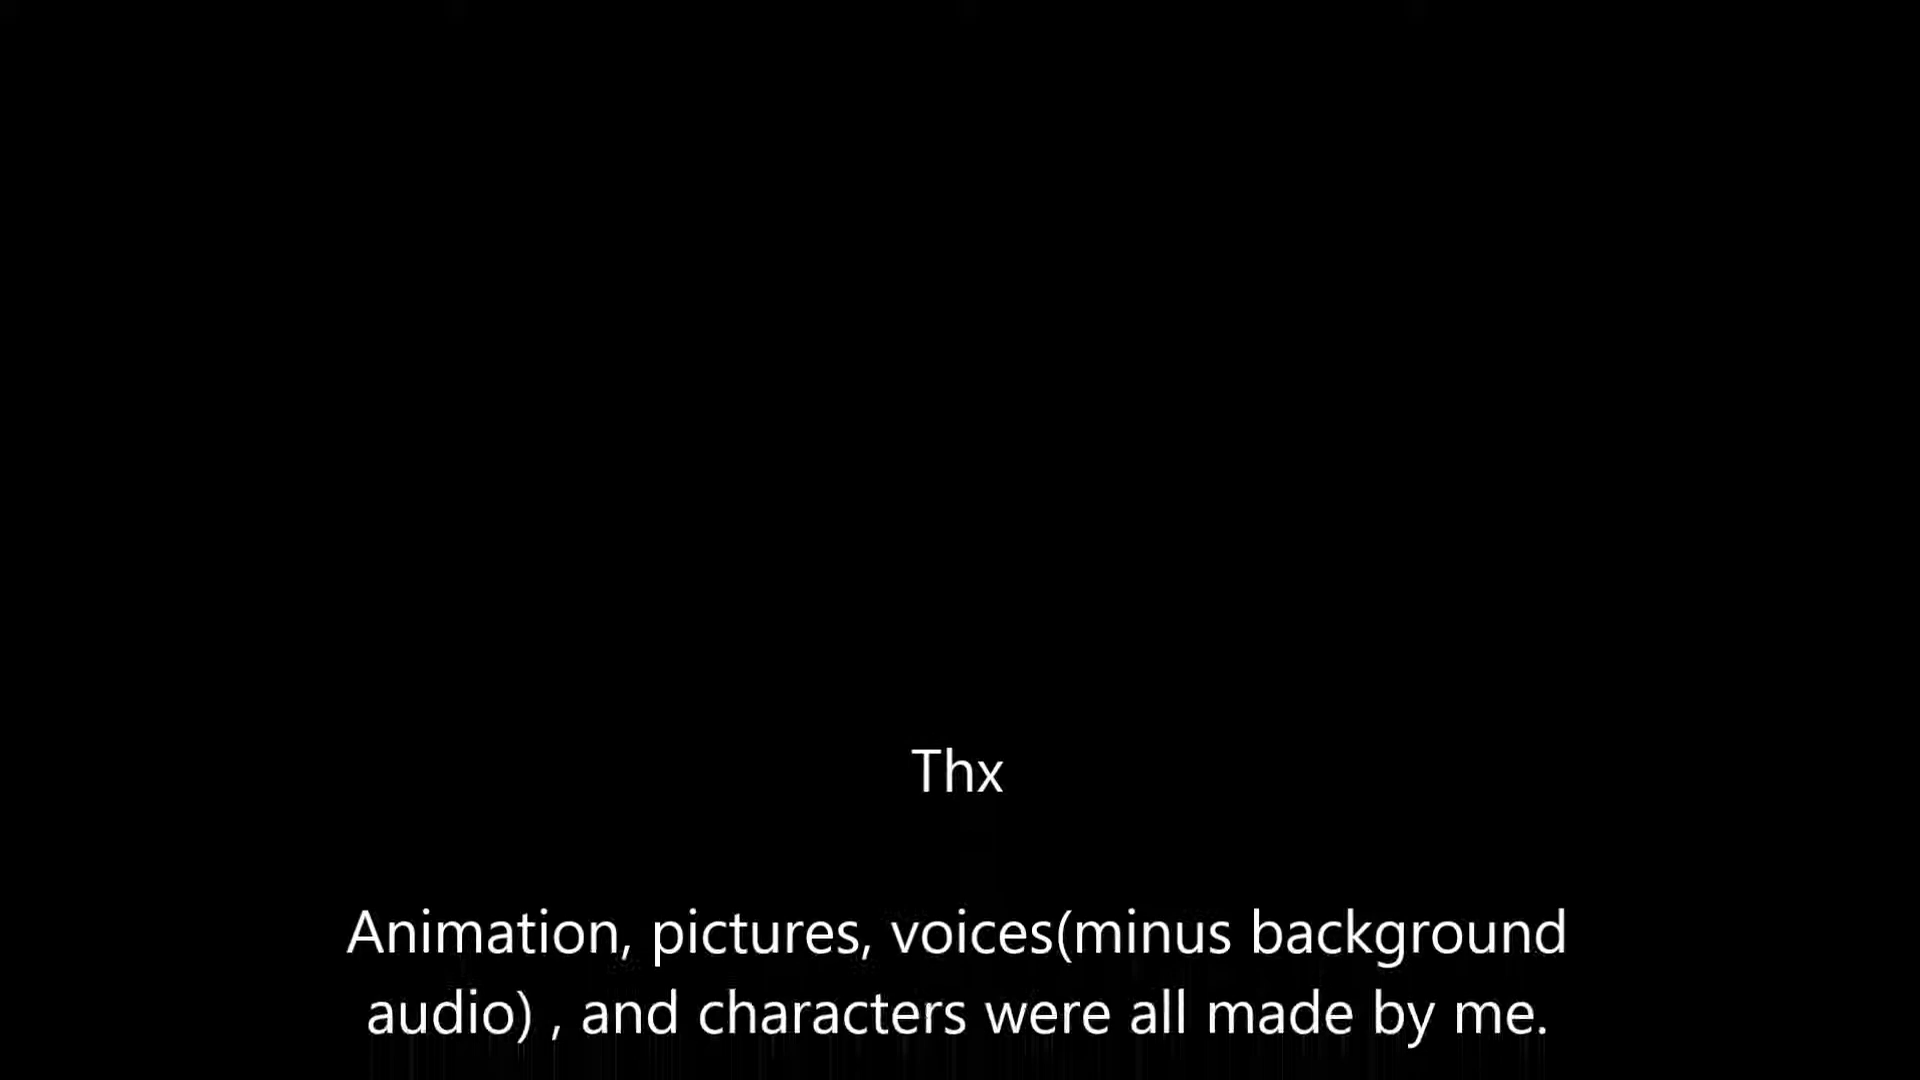 Thx
Animation, pictures, voices(minus background
audio) , and characters were all made by me.